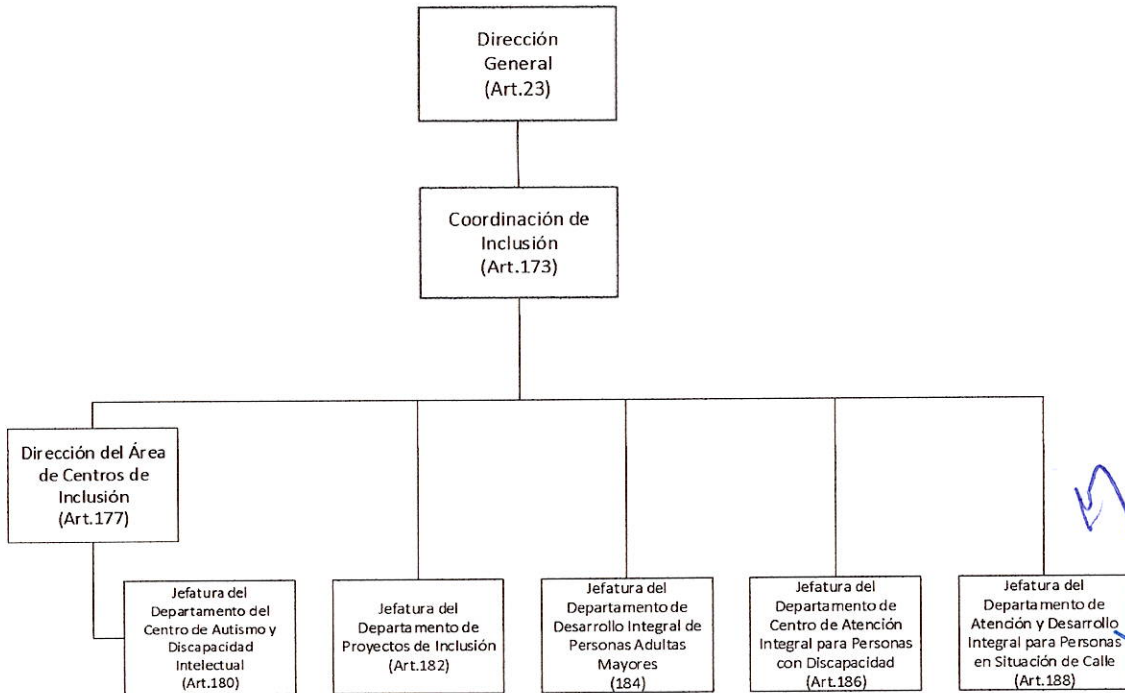 Dirección
General
(Art.23)
Coordinación de
Inclusión
(Art.173)
Dirección del Área
de Centros de
Inclusión
(Art.177)
Jefatura del
Departamento del
Centro de Autismo y
Discapacidad
Intelectual
(Art.180)
Jefatura del
Departamento de
Proyectos de Inclusión
(Art.182)
Jefatura del
Departamento de
Desarrollo Integral de
Personas Adultas
Mayores
(184)
Jefatura del
Departamento de
Centro de Atención
Integral para Personas
con Discapacidad
(Art.186)
Jefatura del
Departamento de
Atención y Desarrollo
Integral para Personas
en Situación de Calle
(Art.188)